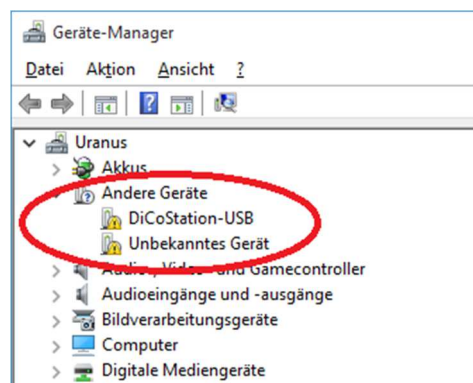 Geräte-Manager
Datei Aktion Ansicht ?
Uranus
Akkus
Andere Geräte
DiCoStation-USB
Unbekanntes Gerät
Audio-, Video- und Gamecontroller
Audioeingänge und -ausgänge
Bildverarbeitungsgeräte
Computer
Digitale Mediengeräte